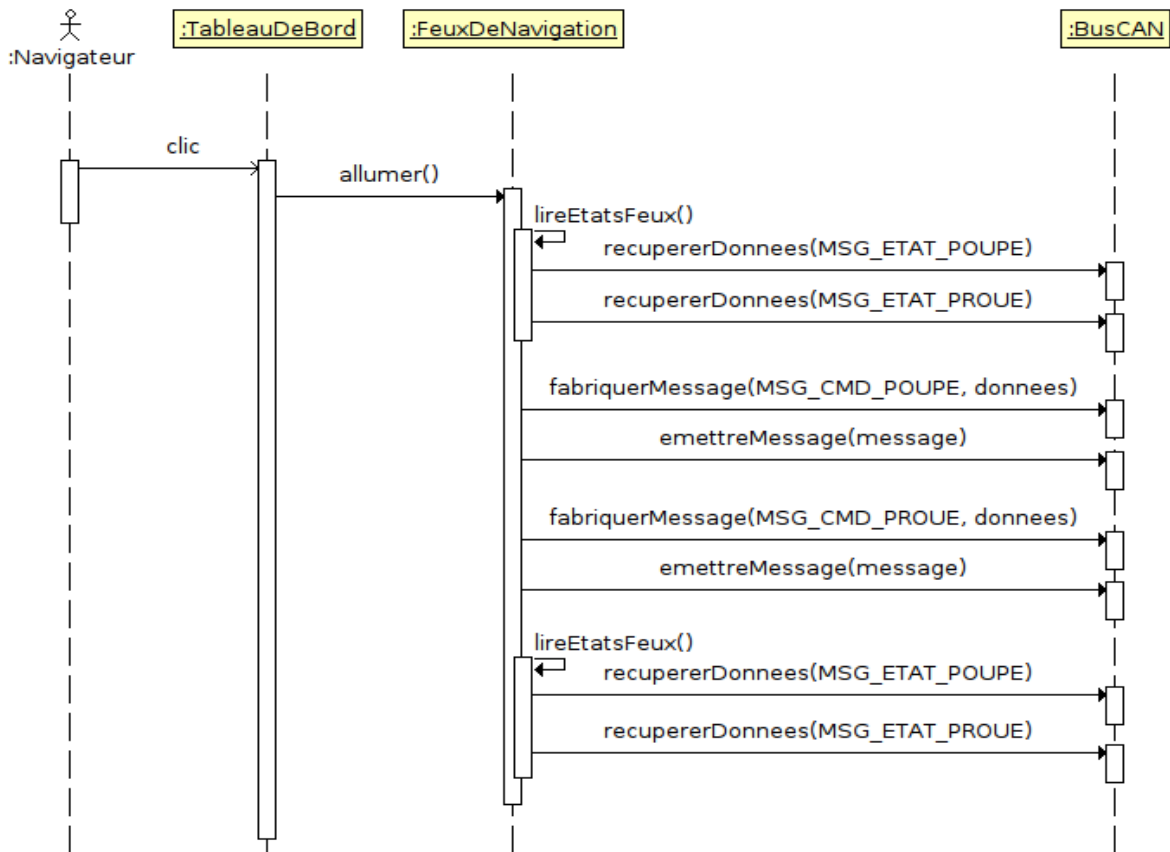 :Navigateur
:TableauDeBord
:FeuxDeNavigation
:BusCAN
clic
allumer()
lireEtatsFeux()
recupererDonnees(MSG_ETAT_POUPE)
recupererDonnees(MSG_ETAT_PROUE)
fabriquerMessage(MSG_CMD_POUPE, donnees)
emettreMessage(message)
fabriquerMessage(MSG_CMD_PROUE, donnees)
emettreMessage(message)
lireEtatsFeux()
recupererDonnees(MSG_ETAT_POUPE)
recupererDonnees(MSG_ETAT_PROUE)